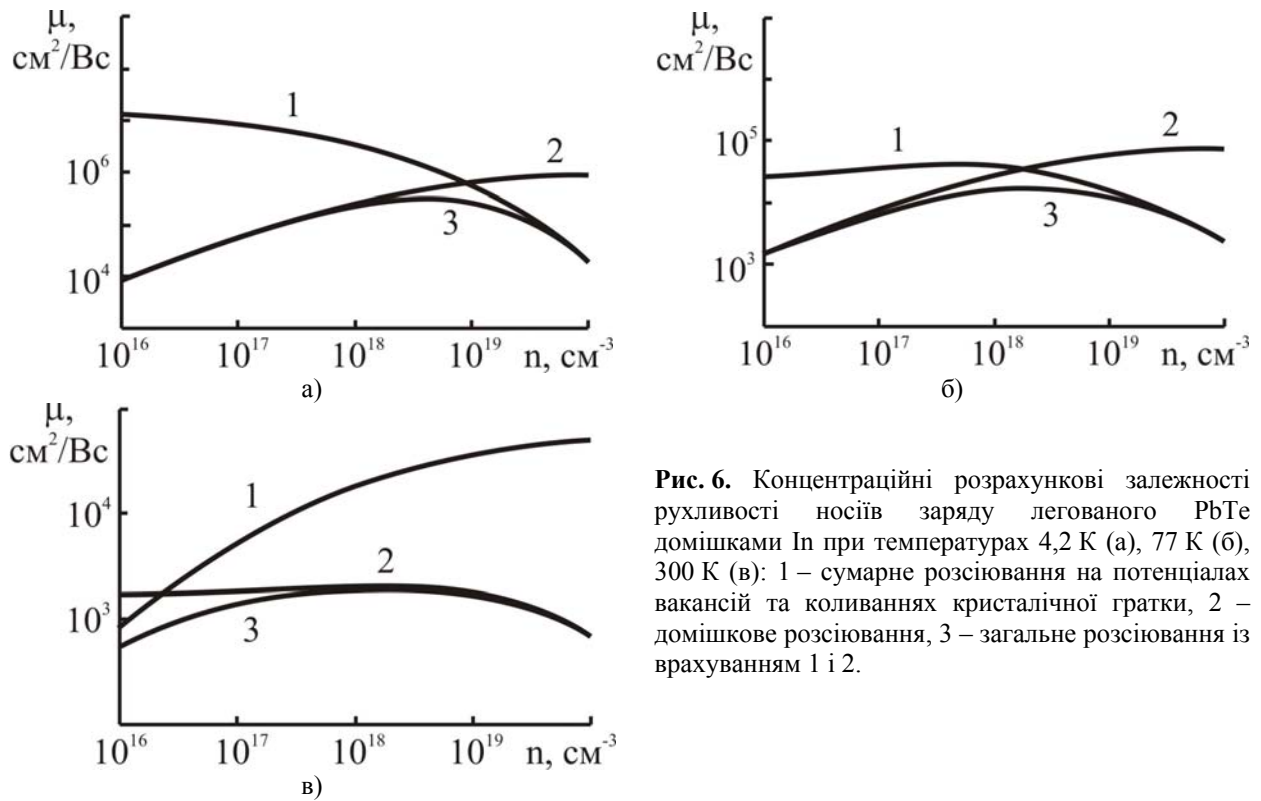 μ,
см²/Вс
10⁶
10⁴
1
2
3
10¹⁶ 10¹⁷ 10¹⁸ 10¹⁹ n, см⁻³
а)
μ,
см²/Вс
10⁵
10³
1
2
3
10¹⁶ 10¹⁷ 10¹⁸ 10¹⁹ n, см⁻³
б)
μ,
см²/Вс
10⁴
10³
1
2
3
10¹⁶ 10¹⁷ 10¹⁸ 10¹⁹ n, см⁻³
в)
Рис. 6. Концентраційні розрахункові залежності
рухливості носіїв заряду легованого PbTe
домішками In при температурах 4,2 К (а), 77 К (б),
300 К (в): 1 – сумарне розсіювання на потенціалах
вакансій та коливаннях кристалічної гратки, 2 –
домішкове розсіювання, 3 – загальне розсіювання із
врахуванням 1 і 2.